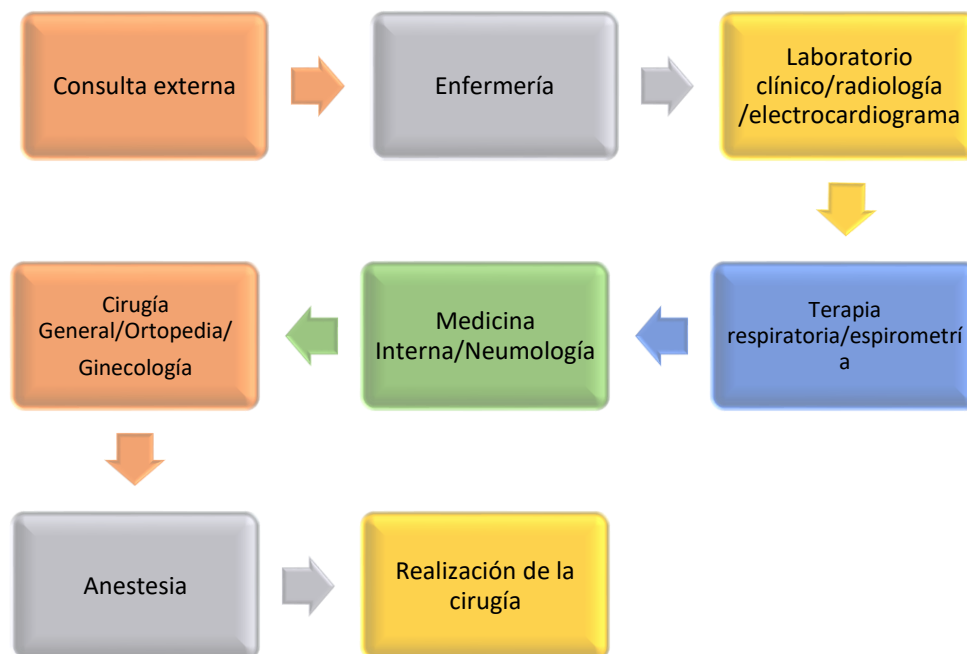 Consulta externa
Enfermería
Laboratorio
clínico/radiología
/electrocardiograma
Terapia
respiratoria/espirometrí
a
Medicina
Interna/Neumología
Cirugía
General/Ortopedia/
Ginecología
Anestesia
Realización de la
cirugía